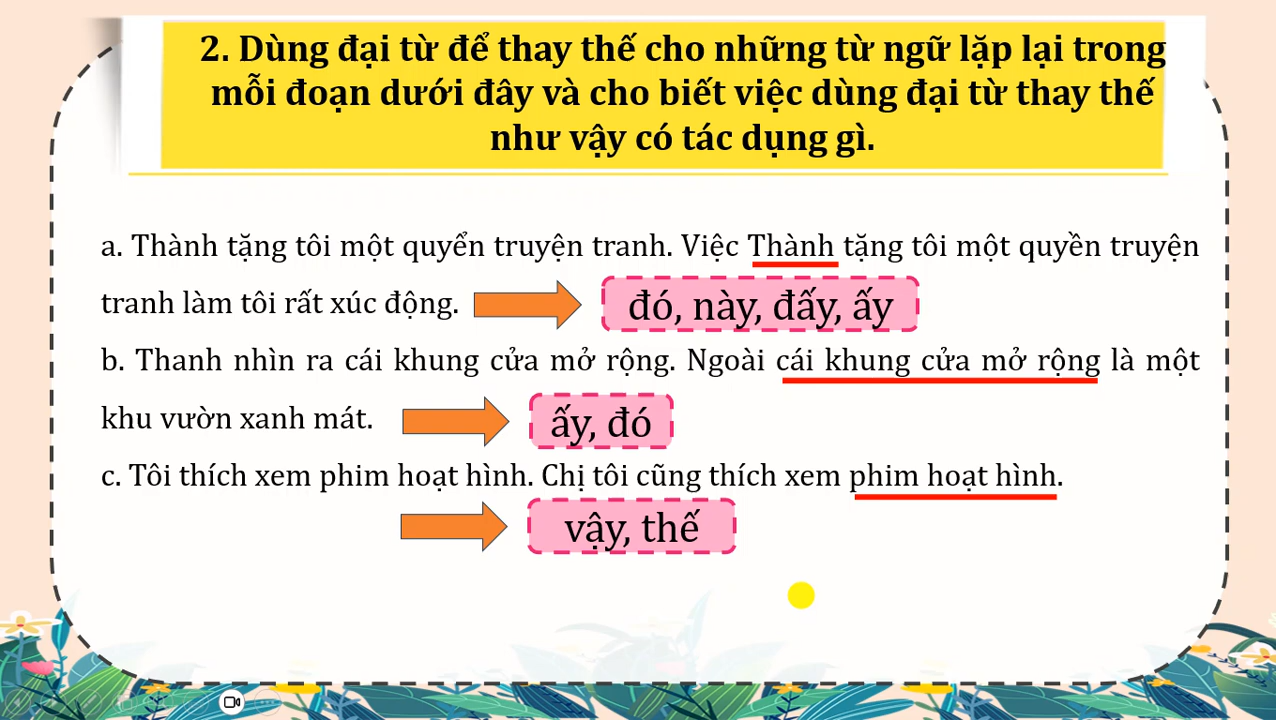 2. Dùng đại từ để thay thế cho những từ ngữ lặp lại trong
mỗi đoạn dưới đây và cho biết việc dùng đại từ thay thế
như vậy có tác dụng gì.
a. Thành tặng tôi một quyển truyện tranh. Việc Thành tặng tôi một quyền truyện
tranh làm tôi rất xúc động.
đó, này, đấy, ấy
b. Thanh nhìn ra cái khung cửa mở rộng. Ngoài cái khung cửa mở rộng là một
khu vườn xanh mát.
ấy, đó
c. Tôi thích xem phim hoạt hình. Chị tôi cũng thích xem phim hoạt hình.
vậy, thế